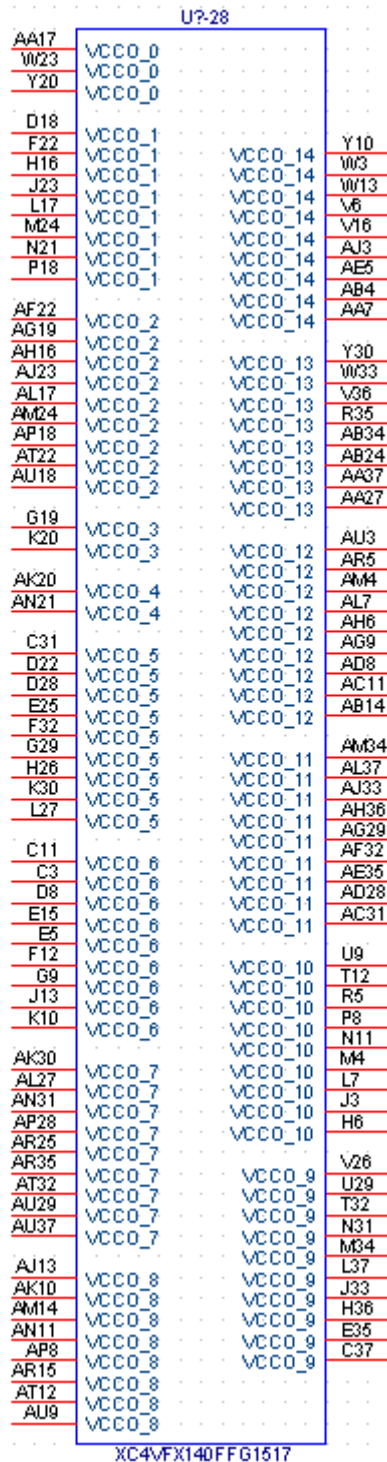 U?-28
AA17 VCCO_0
W23 VCCO_0
Y20 VCCO_0
D18 VCCO_1
F22 VCCO_1
H16 VCCO_1
J23 VCCO_1
L17 VCCO_1
M24 VCCO_1
N21 VCCO_1
P18 VCCO_1
AF22 VCCO_2
AG19 VCCO_2
AH16 VCCO_2
AJ23 VCCO_2
AL17 VCCO_2
AM24 VCCO_2
AP18 VCCO_2
AT22 VCCO_2
AU18 VCCO_2
G19 VCCO_3
K20 VCCO_3
AK20 VCCO_4
AN21 VCCO_4
C31 VCCO_5
D22 VCCO_5
D28 VCCO_5
E25 VCCO_5
F32 VCCO_5
G29 VCCO_5
H26 VCCO_5
K30 VCCO_5
L27 VCCO_5
C11 VCCO_6
C3 VCCO_6
D8 VCCO_6
E15 VCCO_6
E5 VCCO_6
F12 VCCO_6
G9 VCCO_6
J13 VCCO_6
K10 VCCO_6
AK30 VCCO_7
AL27 VCCO_7
AN31 VCCO_7
AP28 VCCO_7
AR25 VCCO_7
AR35 VCCO_7
AT32 VCCO_7
AU29 VCCO_7
AU37 VCCO_7
AJ13 VCCO_8
AK10 VCCO_8
AM14 VCCO_8
AN11 VCCO_8
AP8 VCCO_8
AR15 VCCO_8
AT12 VCCO_8
AU9 VCCO_8
VCCO_14 Y10
VCCO_14 W3
VCCO_14 W13
VCCO_14 V6
VCCO_14 V16
VCCO_14 AJ3
VCCO_14 AE5
VCCO_14 AB4
VCCO_14 AA7
VCCO_13 Y30
VCCO_13 W33
VCCO_13 V36
VCCO_13 R35
VCCO_13 AB34
VCCO_13 AB24
VCCO_13 AA37
VCCO_13 AA27
VCCO_12 AU3
VCCO_12 AR5
VCCO_12 AM4
VCCO_12 AL7
VCCO_12 AH6
VCCO_12 AG9
VCCO_12 AD8
VCCO_12 AC11
VCCO_12 AB14
VCCO_11 AM34
VCCO_11 AL37
VCCO_11 AJ33
VCCO_11 AH36
VCCO_11 AG29
VCCO_11 AF32
VCCO_11 AE35
VCCO_11 AD28
VCCO_11 AC31
VCCO_10 U9
VCCO_10 T12
VCCO_10 R5
VCCO_10 P8
VCCO_10 N11
VCCO_10 M4
VCCO_10 L7
VCCO_10 J3
VCCO_10 H6
VCCO_9 V26
VCCO_9 U29
VCCO_9 T32
VCCO_9 N31
VCCO_9 M34
VCCO_9 L37
VCCO_9 J33
VCCO_9 H36
VCCO_9 E35
VCCO_9 C37
XC4VFX140FFG1517